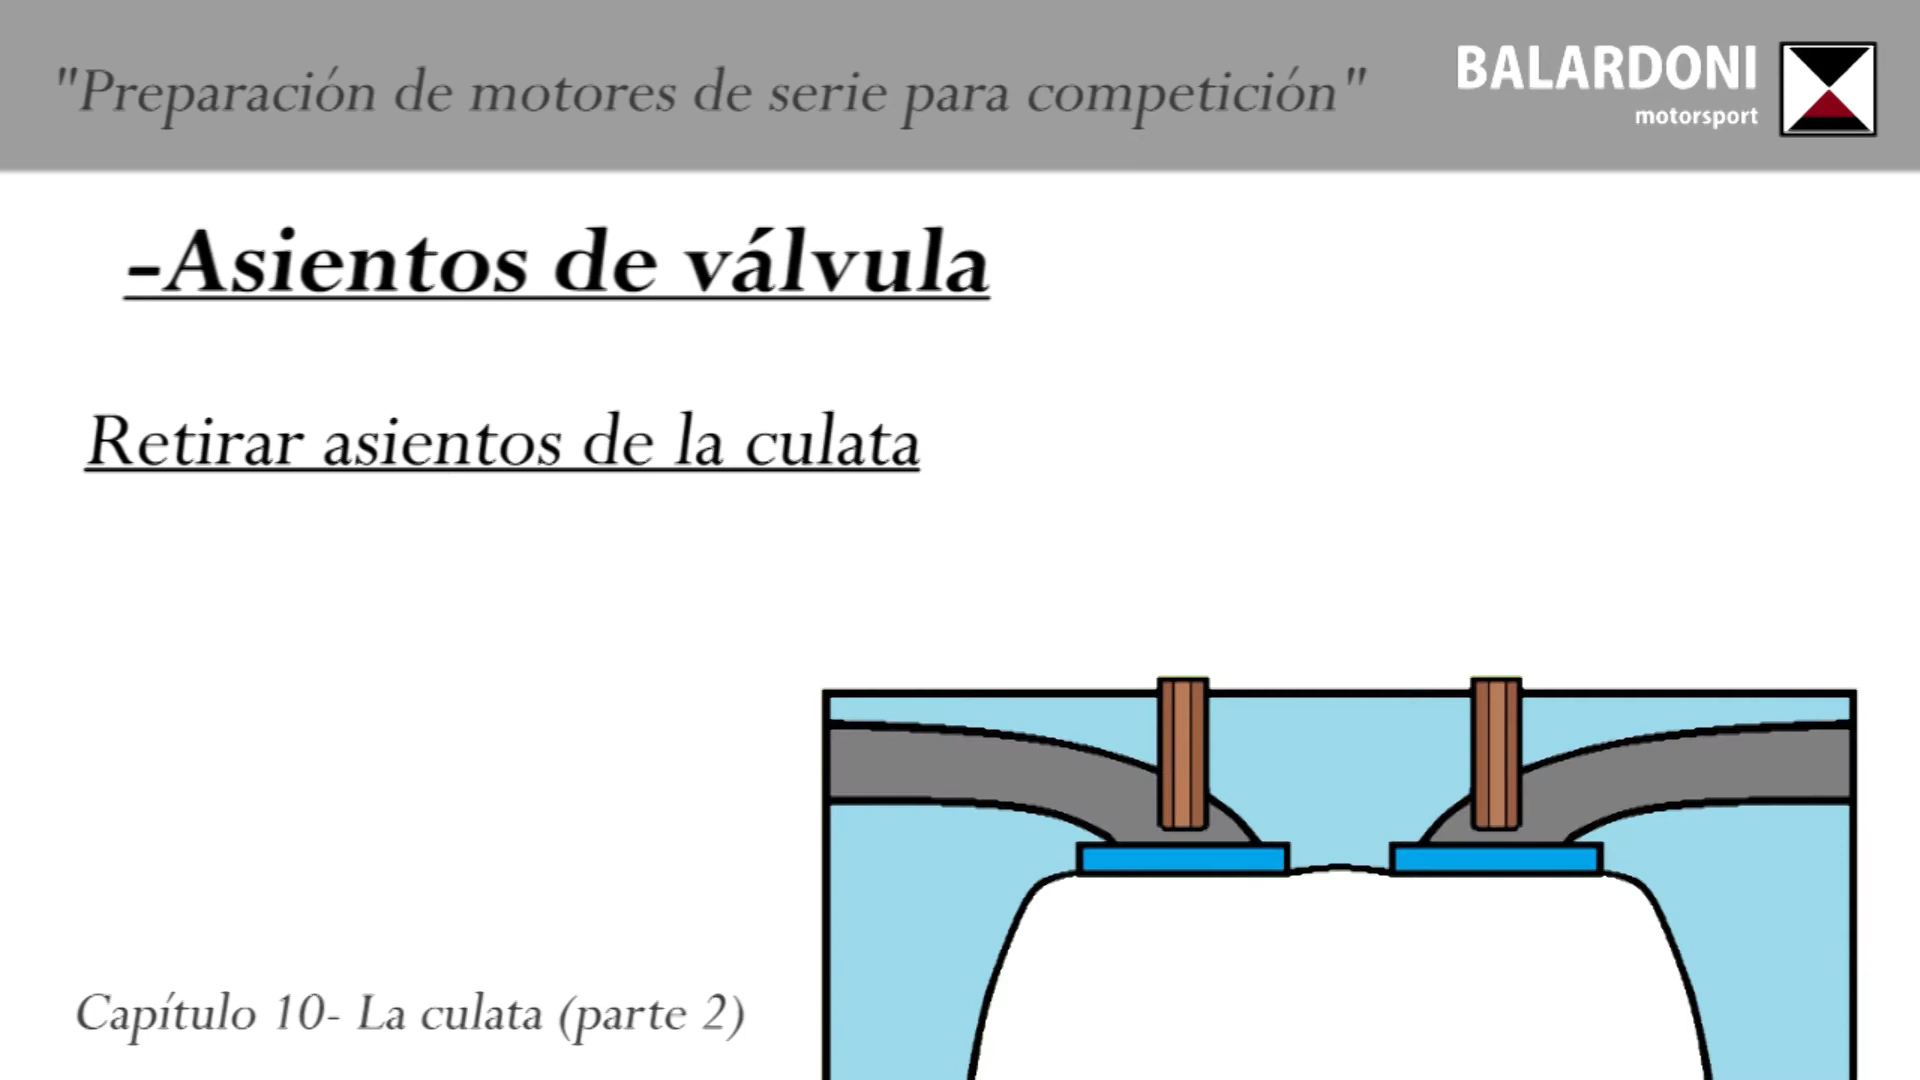 "Preparación de motores de serie para competición"
BALARDONI
motorsport
-Asientos de válvula
Retirar asientos de la culata
Capítulo 10- La culata (parte 2)